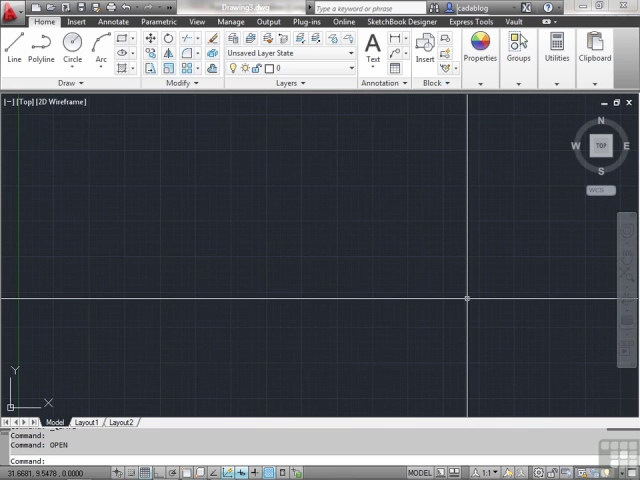 Drawing3.dwg
Type a keyword or phrase
cadeblog
Home Insert Annotate Parametric View Manage Output Plug-ins Online SketchBook Designer Express Tools Vault
Line Polyline Circle Arc
Unsaved Layer State
0
Text
Insert
Properties
Groups
Utilities
Clipboard
Draw Modify Layers Annotation Block
[−] [Top] [2D Wireframe]
N
W TOP E
S
WCS
Y
X
Model Layout1 Layout2
Command:
Command: OPEN
Command:
31.6681, 9.5478, 0.0000
MODEL
1:1